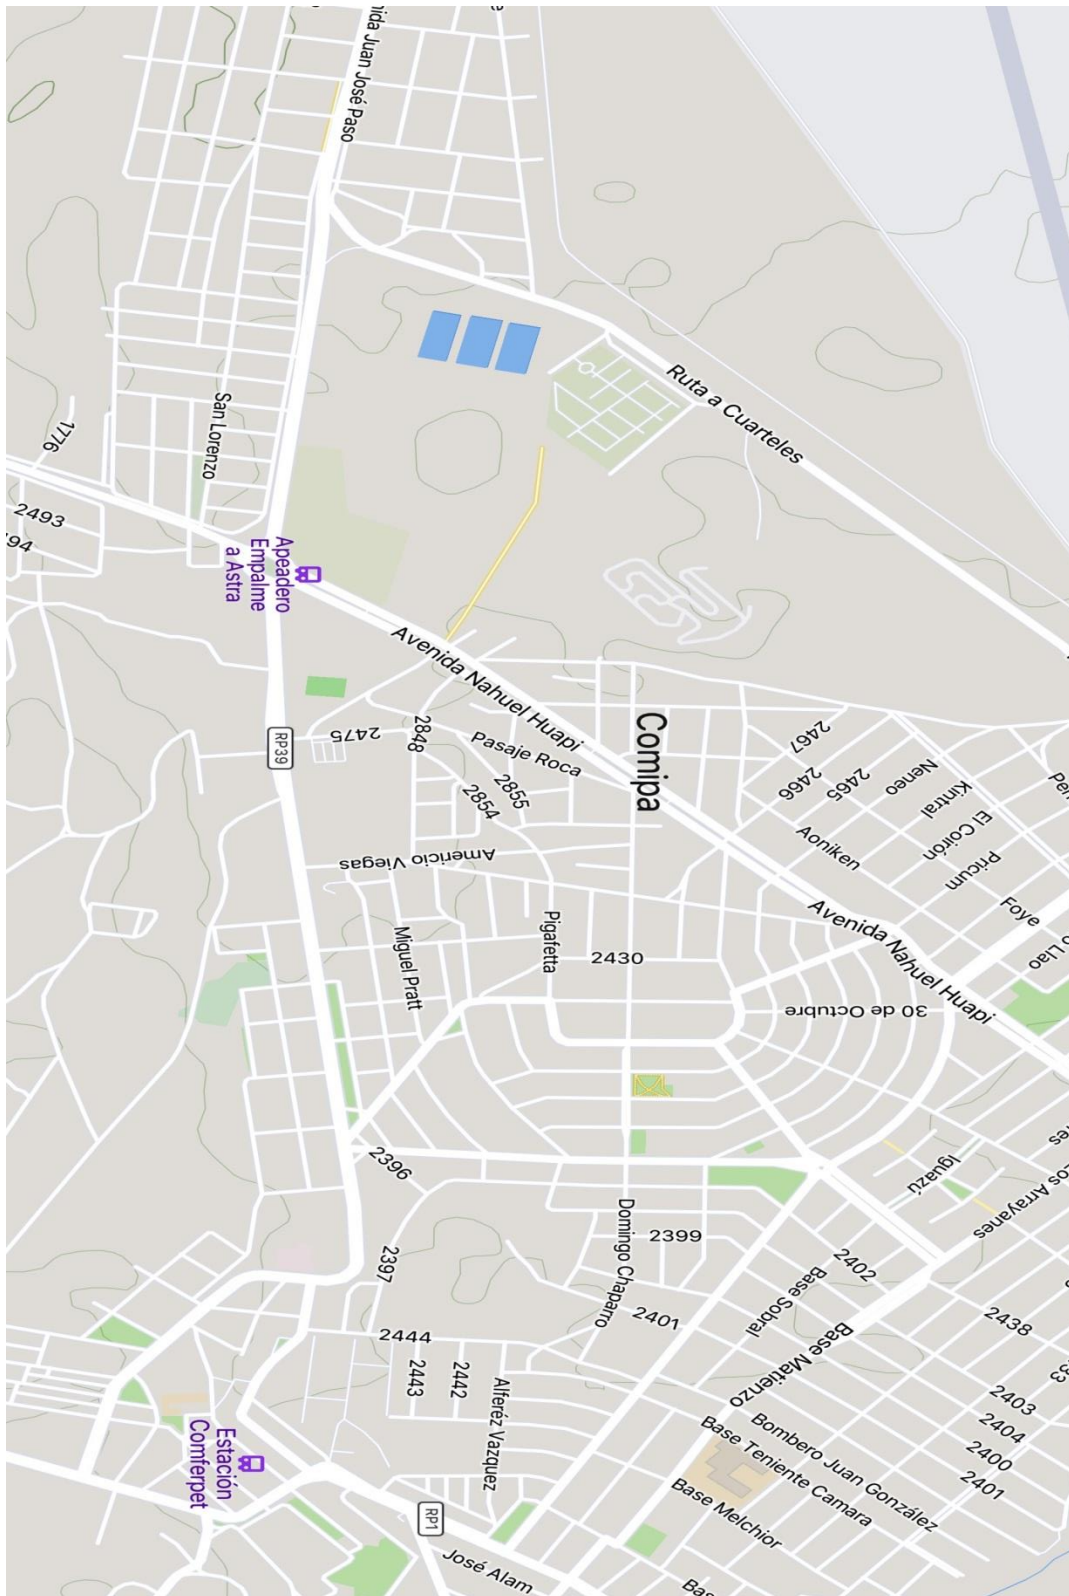 nida Juan José Paso
Ruta a Cuarteles
San Lorenzo
1776
2493
Apeadero
Empalme
a Astra
Avenida Nahuel Huapi
2848
2475
RP39
Pasaje Roca
Comipa
2855
2854
2467
2466
2465
Neneo
Kintral
El Coirón
Pricum
Foye
Aoniken
Americio Viegas
Avenida Nahuel Huapi
Miguel Pratt
Pigafetta
2430
30 de Octubre
2396
Iguazú
Los Arrayanes
Domingo Chaparro
2399
2397
2402
Base Sobral
2401
2438
2444
2443
2442
Alferéz Vazquez
Base Matienzo
2403
2404
2400
2401
Bombero Juan González
Base Teniente Camara
Base Melchior
Estación
Comferpet
RP1
José Alam